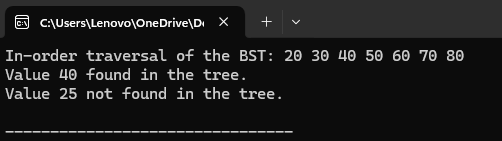 C:\Users\Lenovo\OneDrive\De
In-order traversal of the BST: 20 30 40 50 60 70 80
Value 40 found in the tree.
Value 25 not found in the tree.
--------------------------------